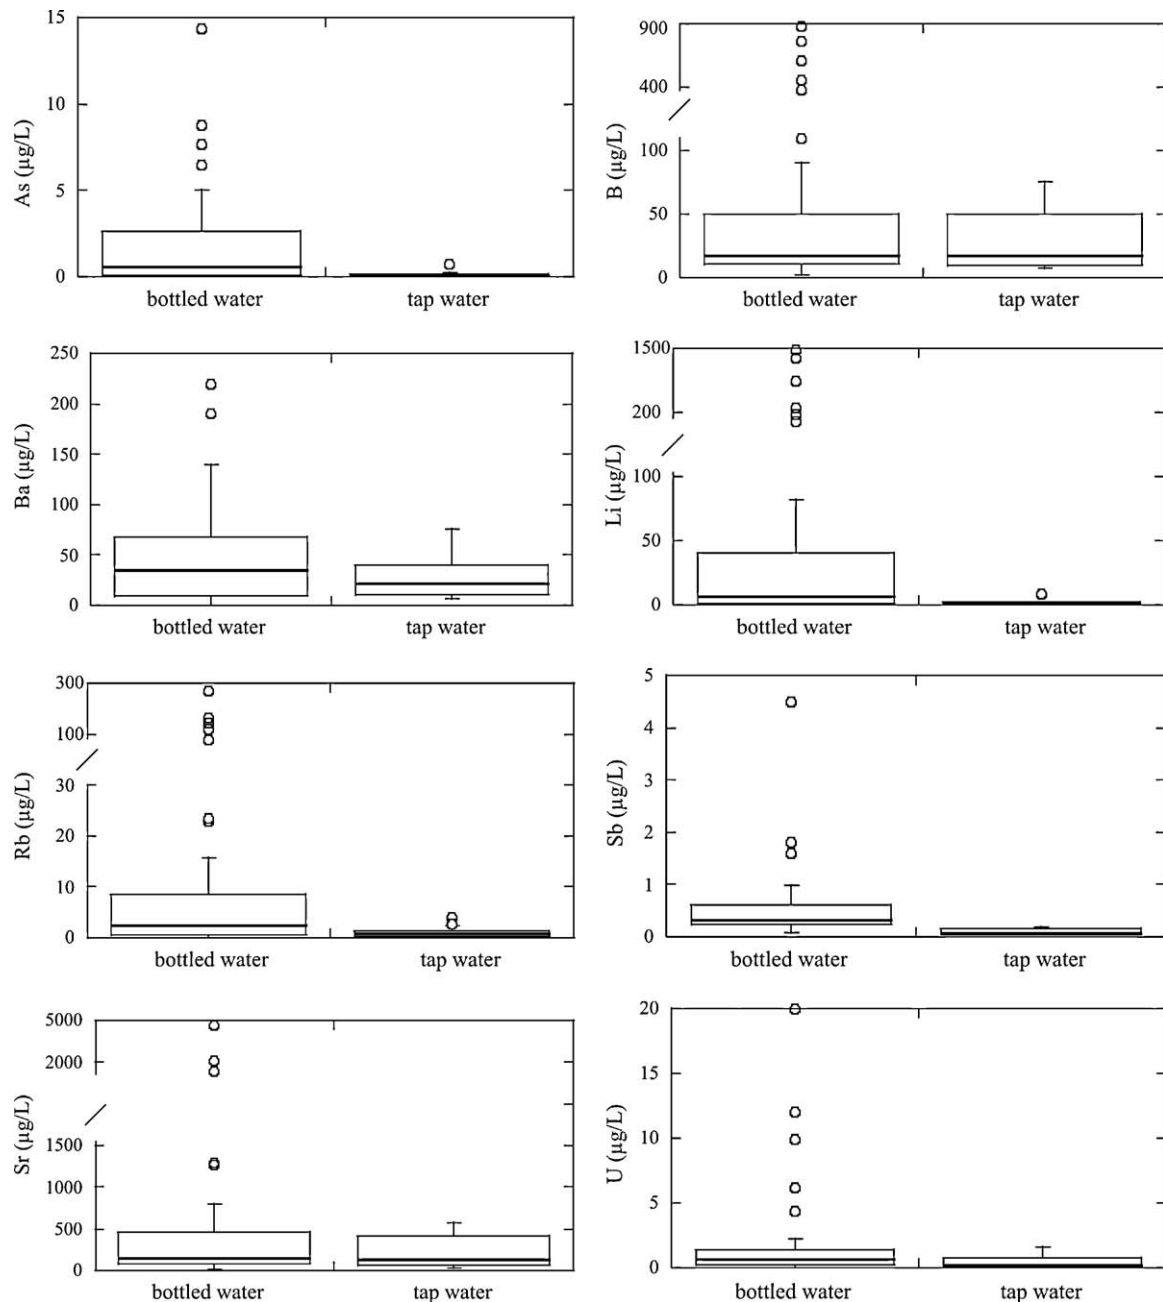 15
10
5
0
As (µg/L)
bottled water
tap water
900
400
100
50
0
B (µg/L)
bottled water
tap water
250
200
150
100
50
0
Ba (µg/L)
bottled water
tap water
1500
200
100
50
0
Li (µg/L)
bottled water
tap water
300
100
30
20
10
0
Rb (µg/L)
bottled water
tap water
5
4
3
2
1
0
Sb (µg/L)
bottled water
tap water
5000
2000
1500
1000
500
0
Sr (µg/L)
bottled water
tap water
20
15
10
5
0
U (µg/L)
bottled water
tap water